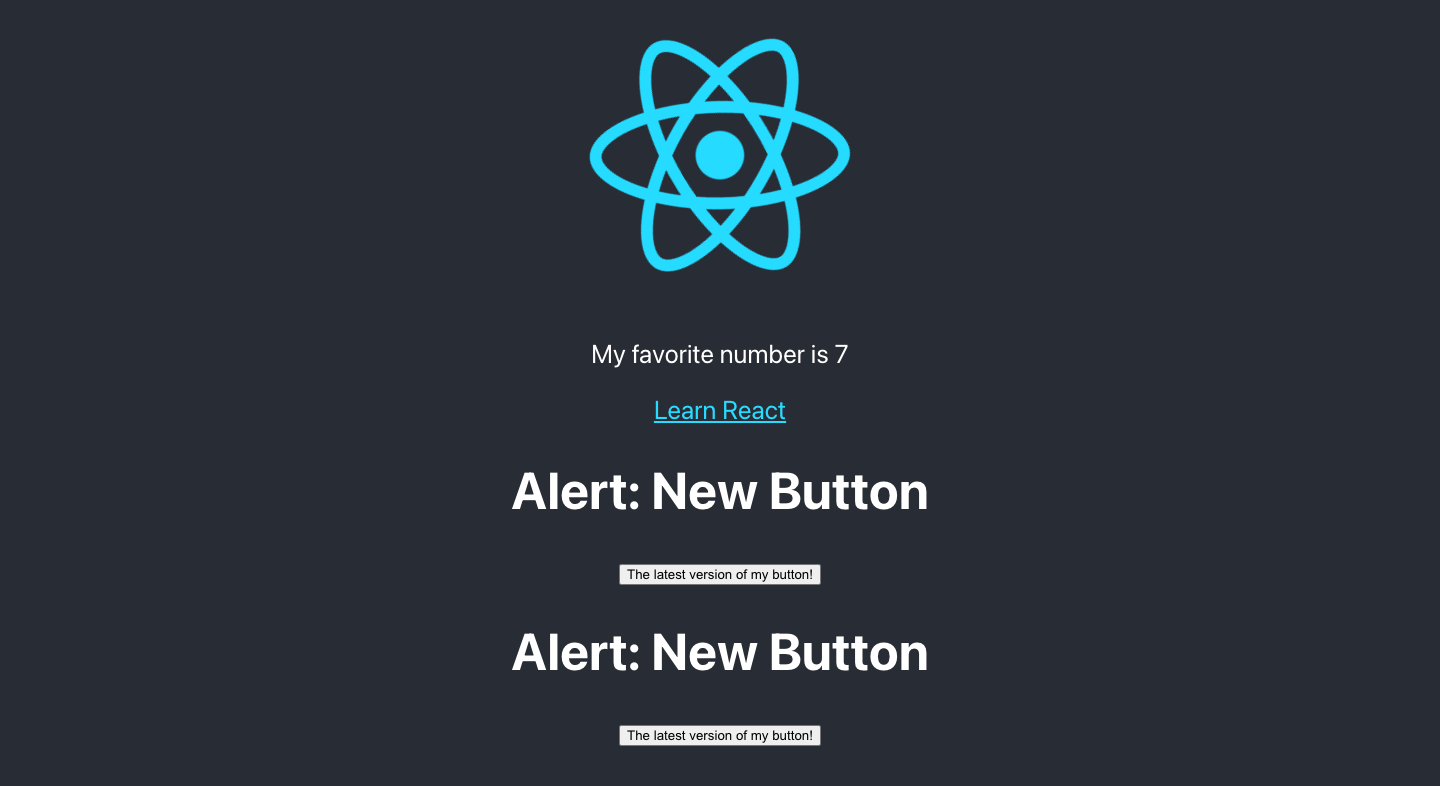 My favorite number is 7
Learn React
Alert: New Button
The latest version of my button!
Alert: New Button
The latest version of my button!